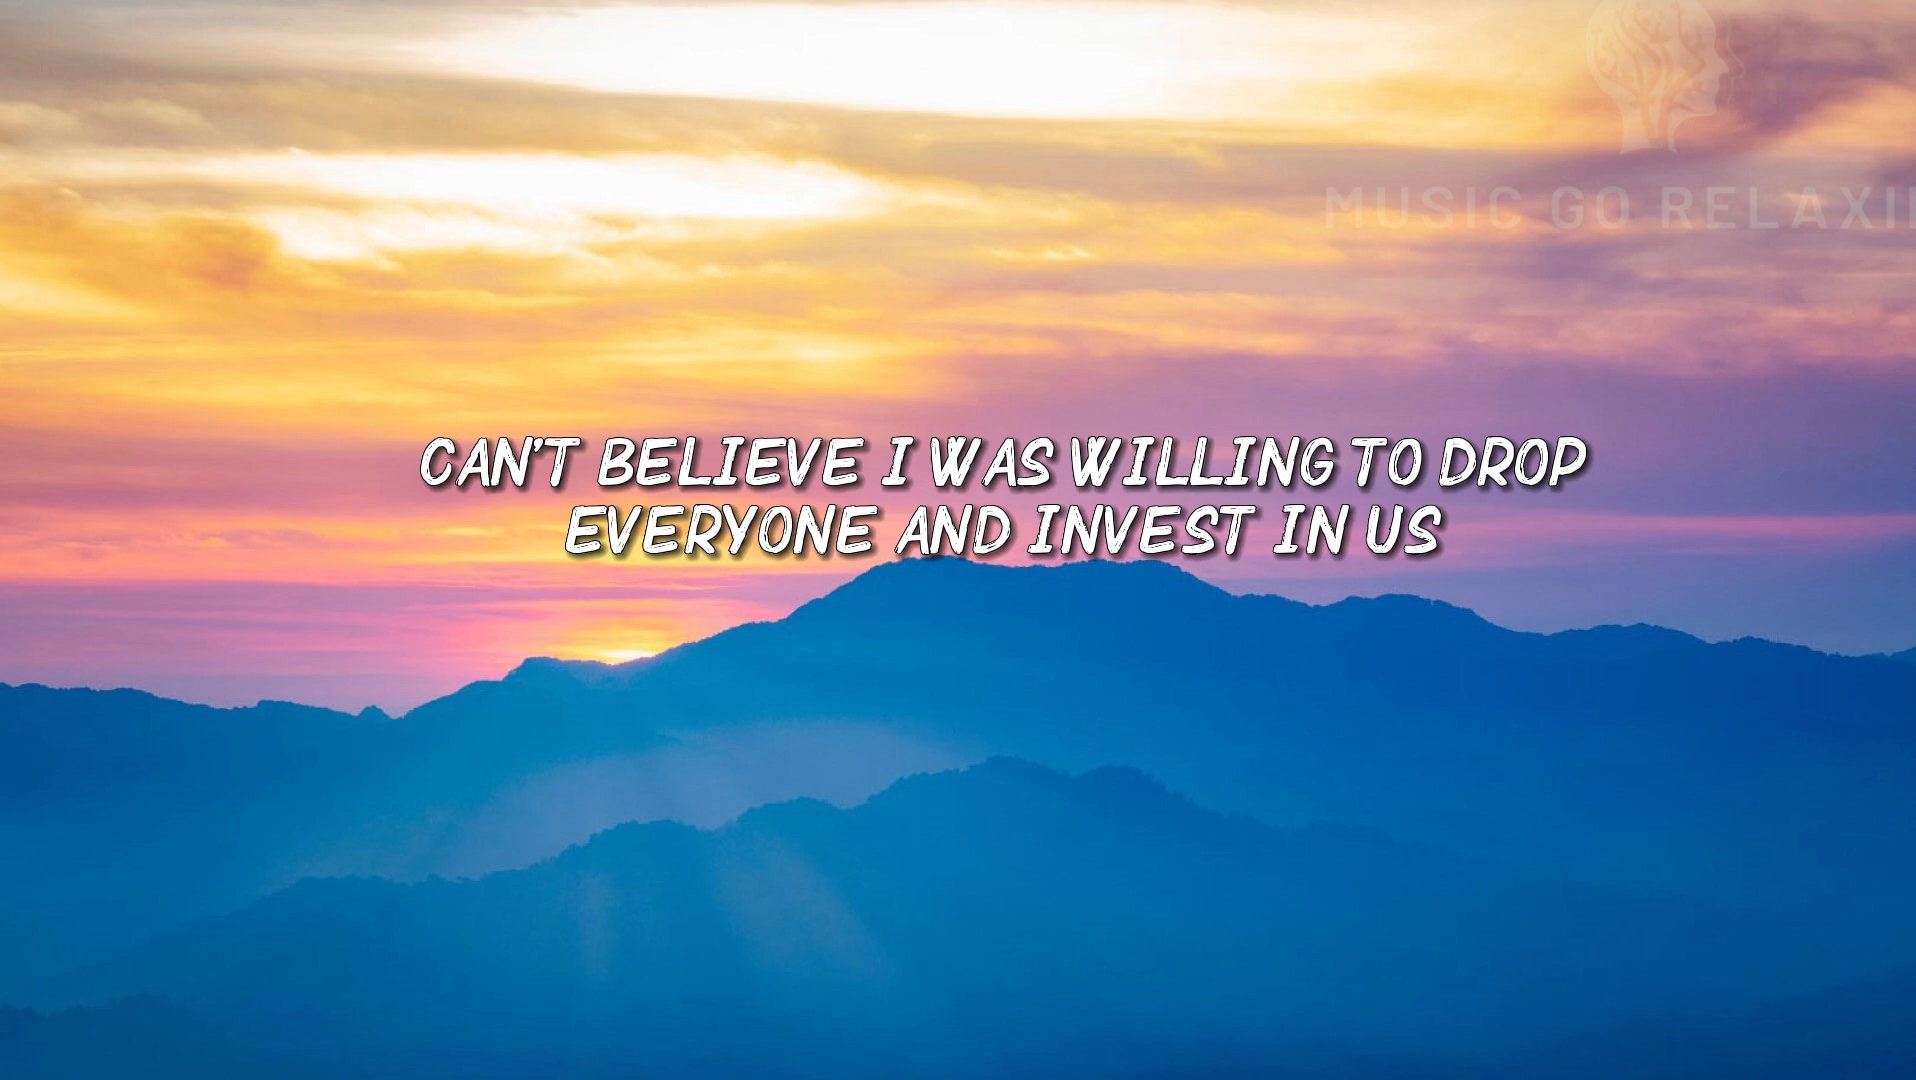 MUSIC GO RELAXI
CAN'T BELIEVE I WAS WILLING TO DROP
EVERYONE AND INVEST IN US